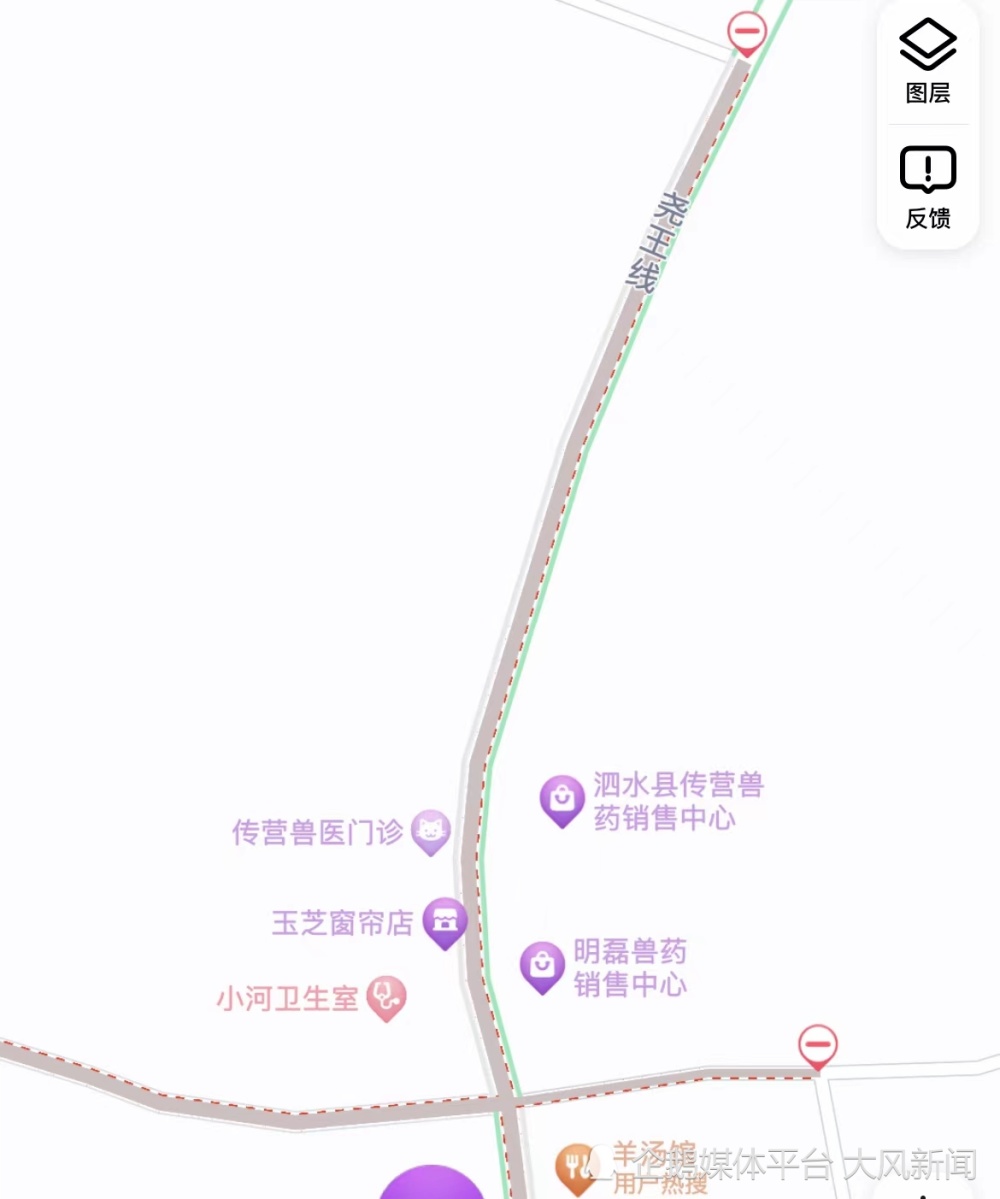 图层
反馈
尧王线
泗水县传营兽
药销售中心
传营兽医门诊
玉芝窗帘店
明磊兽药
销售中心
小河卫生室
羊汤馆
用户热搜
企鹅媒体平台 大风新闻